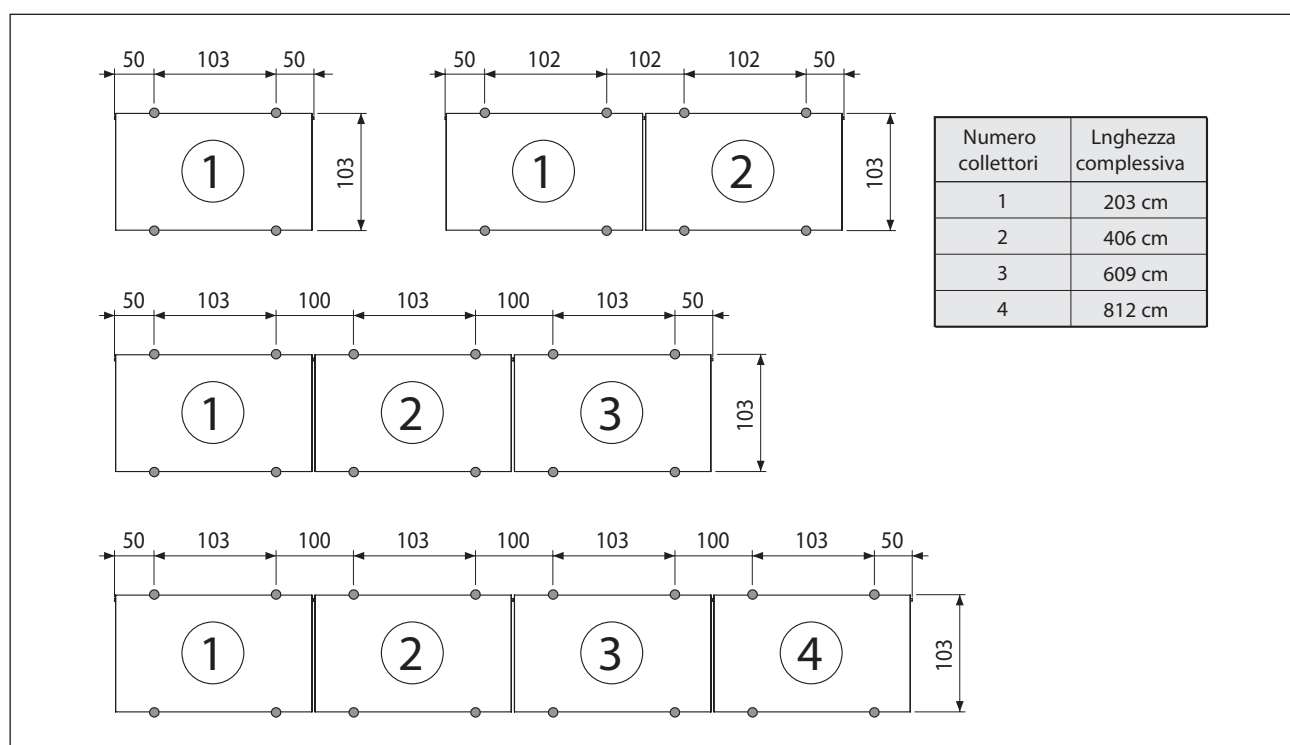 50 103 50
1
103
50 102 102 102 50
1 2
103
Numero collettori Lnghezza complessiva
1 203 cm
2 406 cm
3 609 cm
4 812 cm
50 103 100 103 100 103 50
1 2 3
103
50 103 100 103 100 103 100 103 50
1 2 3 4
103